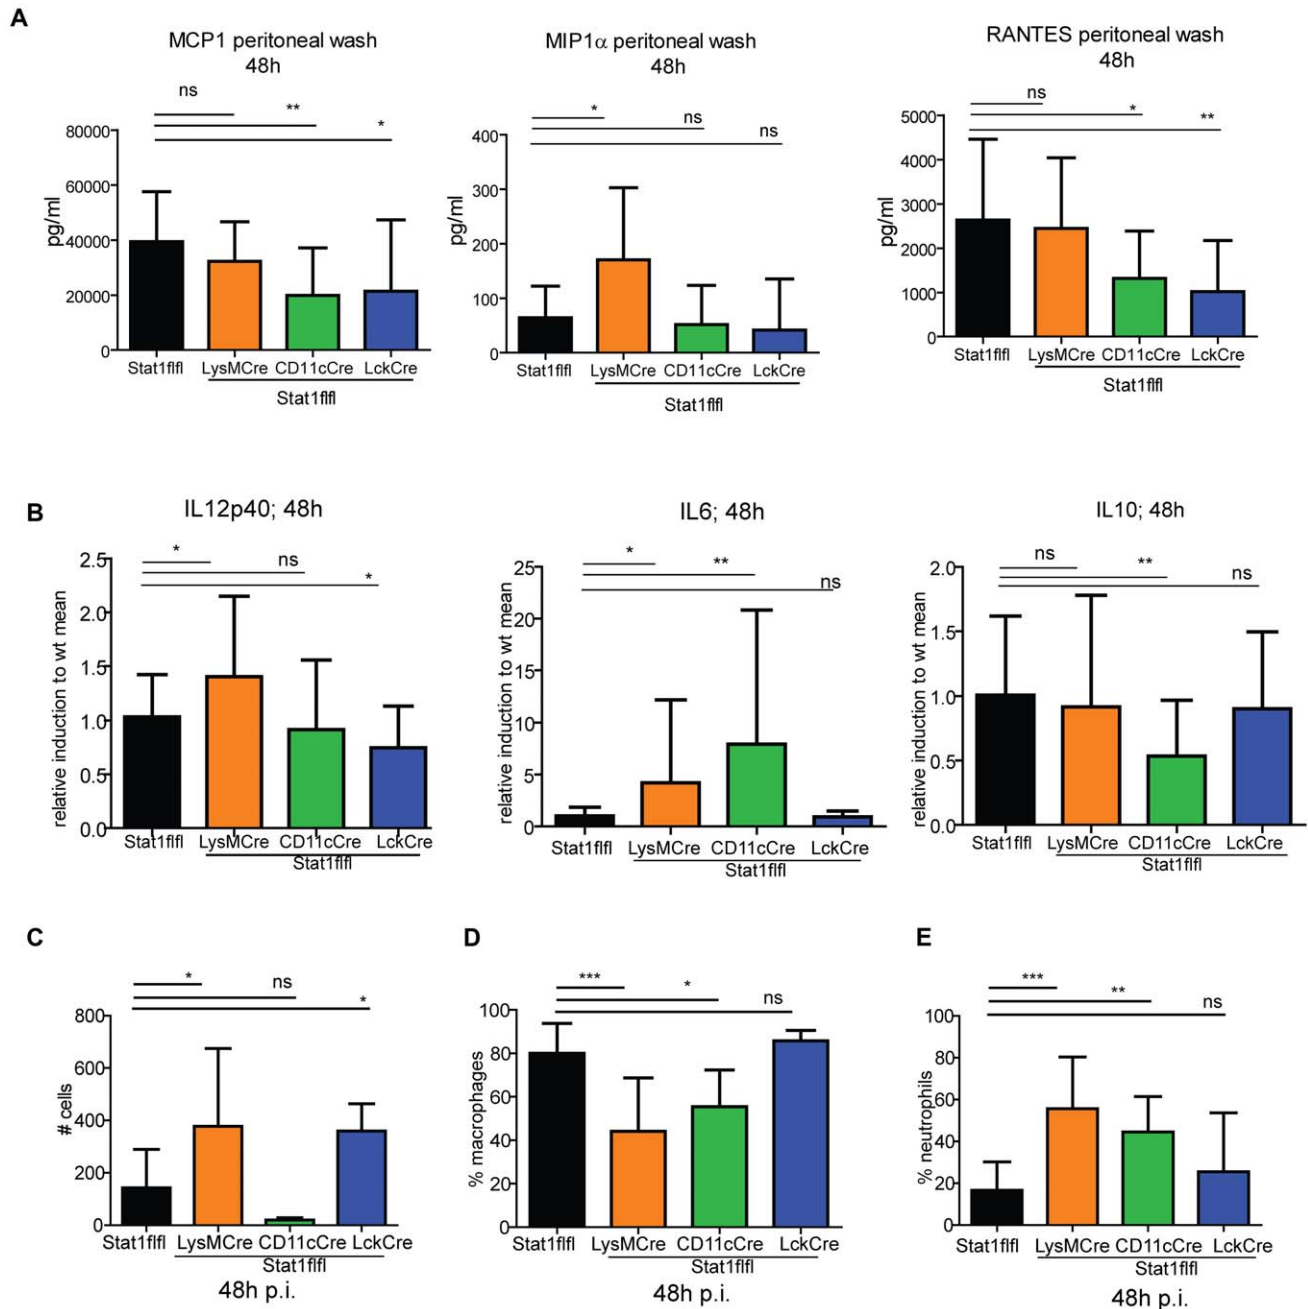 A
MCP1 peritoneal wash
48h
ns
**
*
80000
60000
40000
20000
0
pg/ml
Stat1flfl
LysMCre
CD11cCre
LckCre
Stat1flfl
MIP1α peritoneal wash
48h
*
ns
ns
400
300
200
100
0
pg/ml
Stat1flfl
LysMCre
CD11cCre
LckCre
Stat1flfl
RANTES peritoneal wash
48h
ns
*
**
5000
4000
3000
2000
1000
0
pg/ml
Stat1flfl
LysMCre
CD11cCre
LckCre
Stat1flfl
B
IL12p40; 48h
*
ns
*
2.5
2.0
1.5
1.0
0.5
0.0
relative induction to wt mean
Stat1flfl
LysMCre
CD11cCre
LckCre
Stat1flfl
IL6; 48h
*
**
ns
25
20
15
10
5
0
relative induction to wt mean
Stat1flfl
LysMCre
CD11cCre
LckCre
Stat1flfl
IL10; 48h
ns
**
ns
2.0
1.5
1.0
0.5
0.0
relative induction to wt mean
Stat1flfl
LysMCre
CD11cCre
LckCre
Stat1flfl
C
*
ns
*
800
600
400
200
0
# cells
Stat1flfl
LysMCre
CD11cCre
LckCre
Stat1flfl
48h p.i.
D
***
*
ns
100
80
60
40
20
0
% macrophages
Stat1flfl
LysMCre
CD11cCre
LckCre
Stat1flfl
48h p.i.
E
***
**
ns
100
80
60
40
20
0
% neutrophils
Stat1flfl
LysMCre
CD11cCre
LckCre
Stat1flfl
48h p.i.